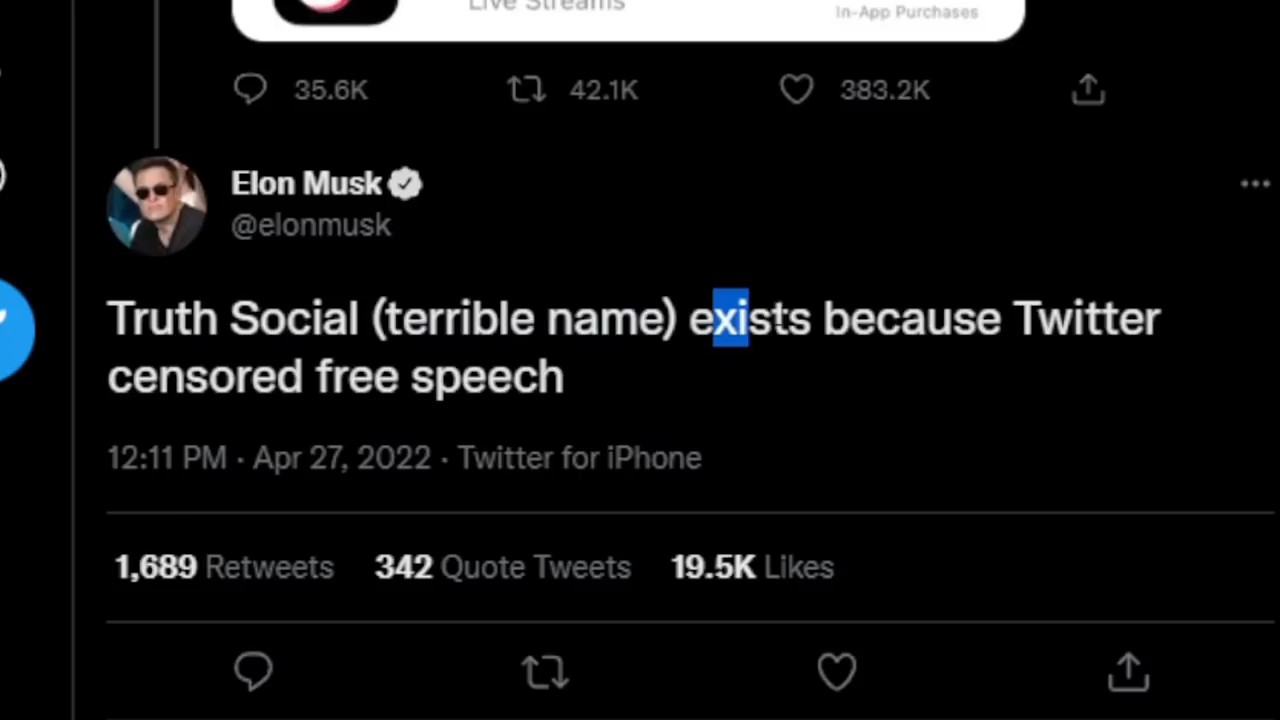 Live Streams
In-App Purchases
35.6K 42.1K 383.2K
Elon Musk
@elonmusk
Truth Social (terrible name) exists because Twitter
censored free speech
12:11 PM · Apr 27, 2022 · Twitter for iPhone
1,689 Retweets 342 Quote Tweets 19.5K Likes